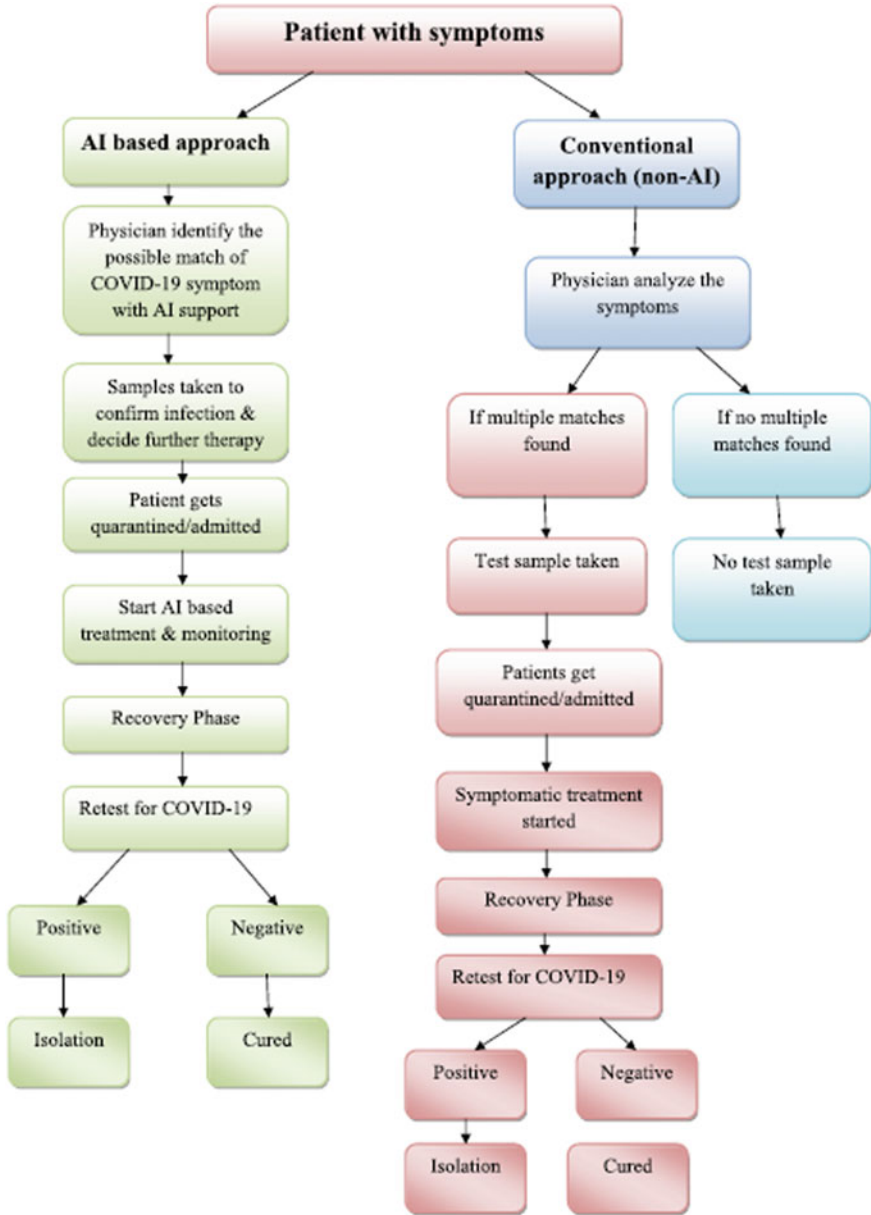 Patient with symptoms
AI based approach
Physician identify the
possible match of
COVID-19 symptom
with AI support
Samples taken to
confirm infection &
decide further therapy
Patient gets
quarantined/admitted
Start AI based
treatment & monitoring
Recovery Phase
Retest for COVID-19
Positive
Negative
Isolation
Cured
Conventional
approach (non-AI)
Physician analyze the
symptoms
If multiple matches
found
If no multiple
matches found
Test sample taken
No test sample
taken
Patients get
quarantined/admitted
Symptomatic treatment
started
Recovery Phase
Retest for COVID-19
Positive
Negative
Isolation
Cured